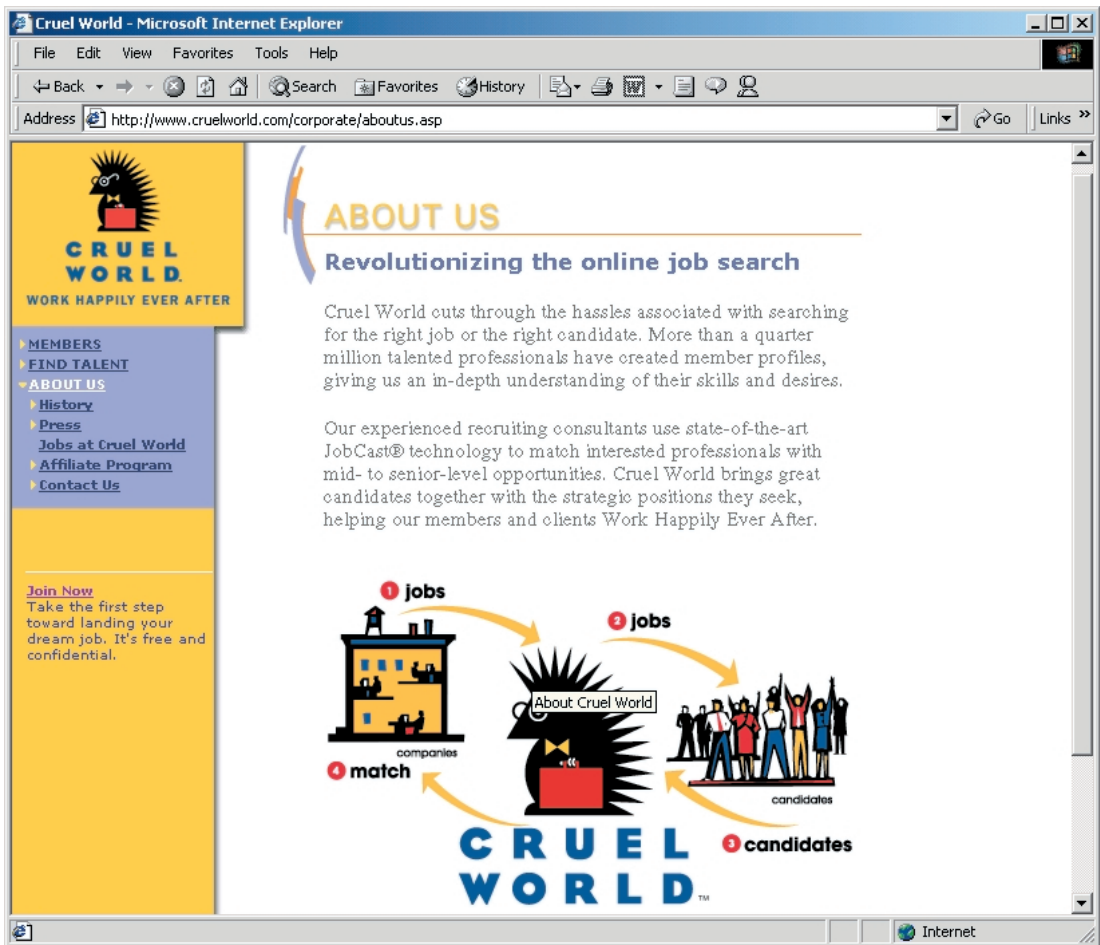 Cruel World - Microsoft Internet Explorer
File Edit View Favorites Tools Help
Back Search Favorites History
Address http://www.cruelworld.com/corporate/aboutus.asp Go Links »
CRUEL
WORLD.
WORK HAPPILY EVER AFTER
MEMBERS
FIND TALENT
ABOUT US
History
Press
Jobs at Cruel World
Affiliate Program
Contact Us
Join Now
Take the first step
toward landing your
dream job. It's free and
confidential.
ABOUT US
Revolutionizing the online job search
Cruel World cuts through the hassles associated with searching
for the right job or the right candidate. More than a quarter
million talented professionals have created member profiles,
giving us an in-depth understanding of their skills and desires.
Our experienced recruiting consultants use state-of-the-art
JobCast® technology to match interested professionals with
mid- to senior-level opportunities. Cruel World brings great
candidates together with the strategic positions they seek,
helping our members and clients Work Happily Ever After.
1 jobs
2 jobs
About Cruel World
companies
4 match
candidates
3 candidates
CRUEL
WORLD™
Internet